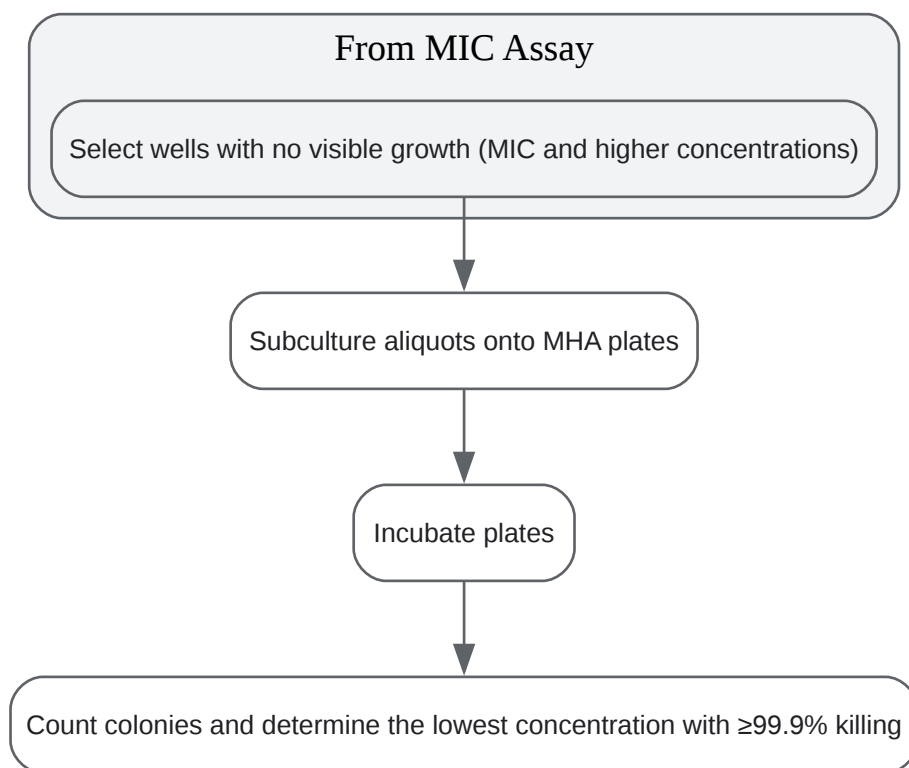 From MIC Assay
Select wells with no visible growth (MIC and higher concentrations)
Subculture aliquots onto MHA plates
Incubate plates
Count colonies and determine the lowest concentration with ≥99.9% killing